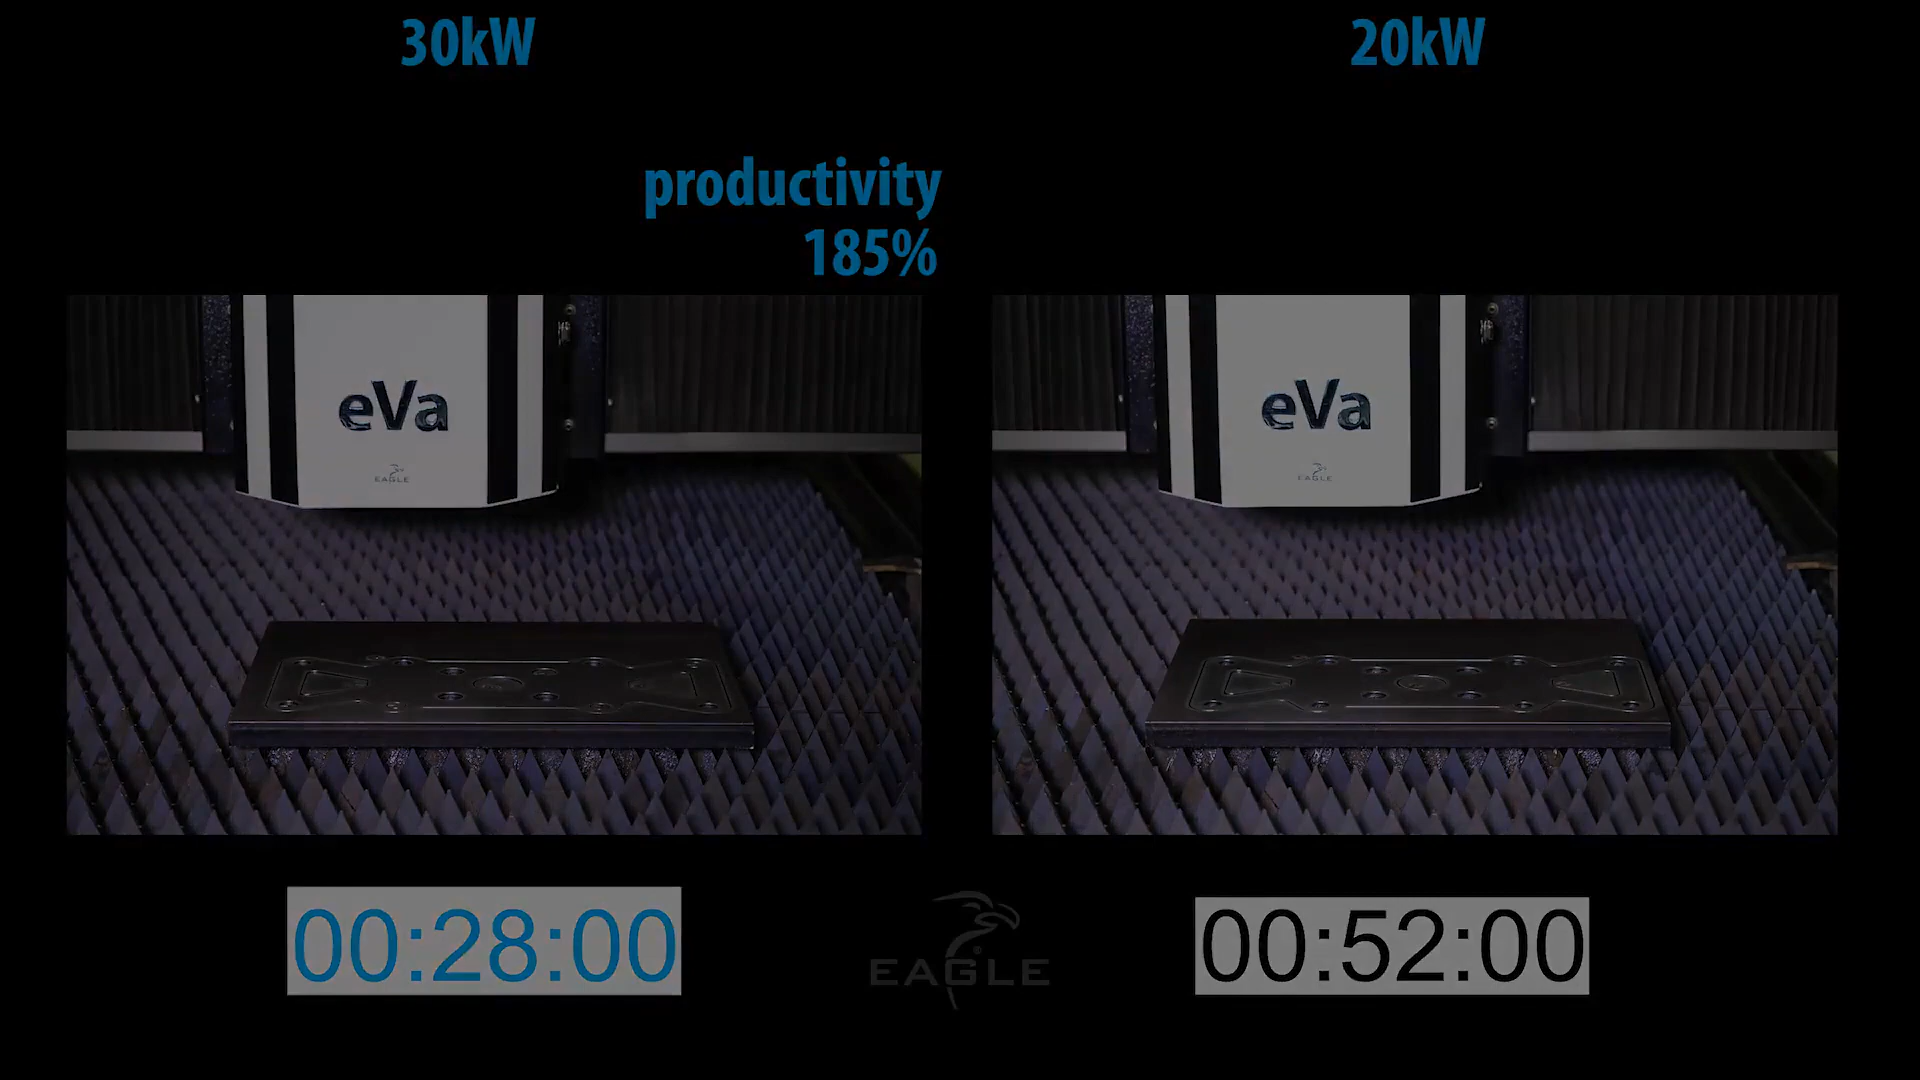 30kW
20kW
productivity
185%
eVa
EAGLE
eVa
EAGLE
00:28:00
EAGLE
00:52:00